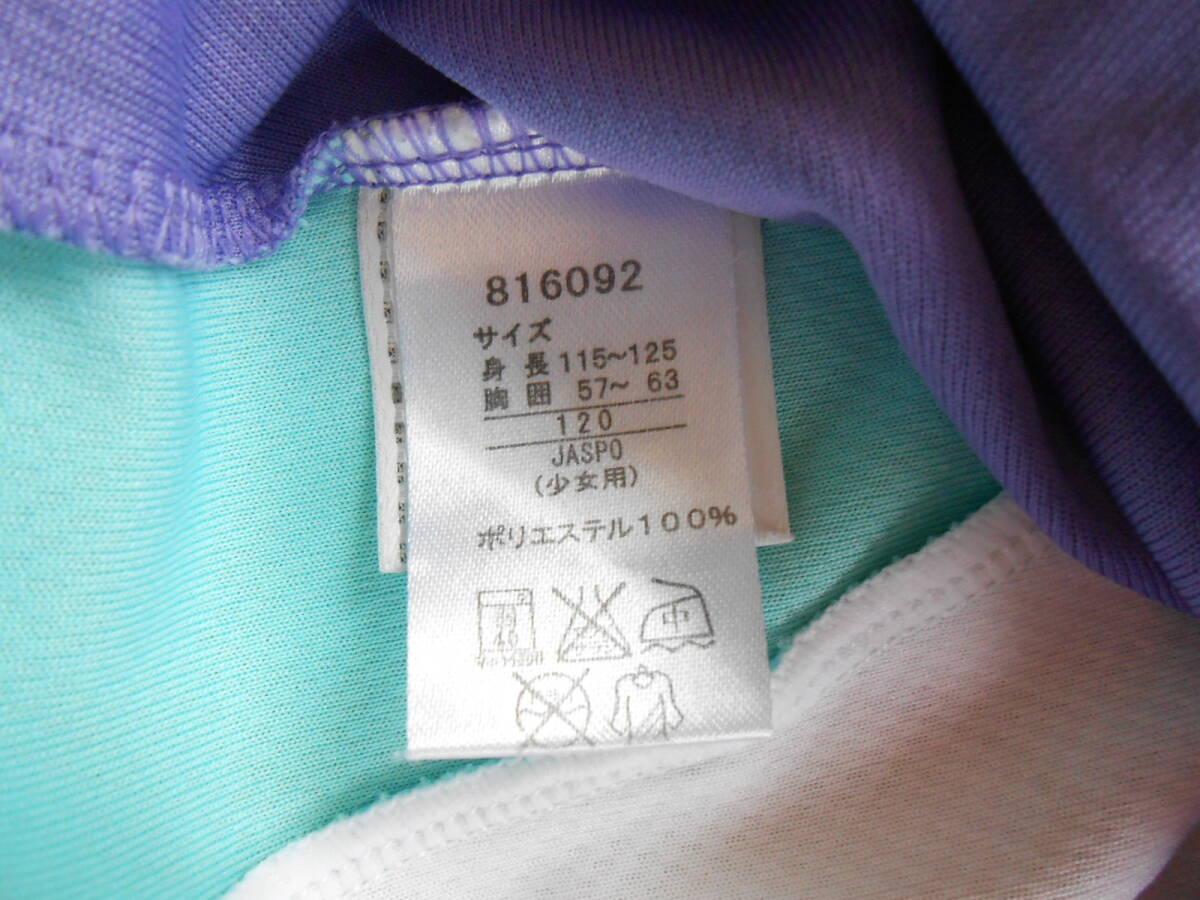 816092
サイズ
身長 115~125
胸囲 57~ 63
120
JASPO
(少女用)
ポリエステル100%
40
中